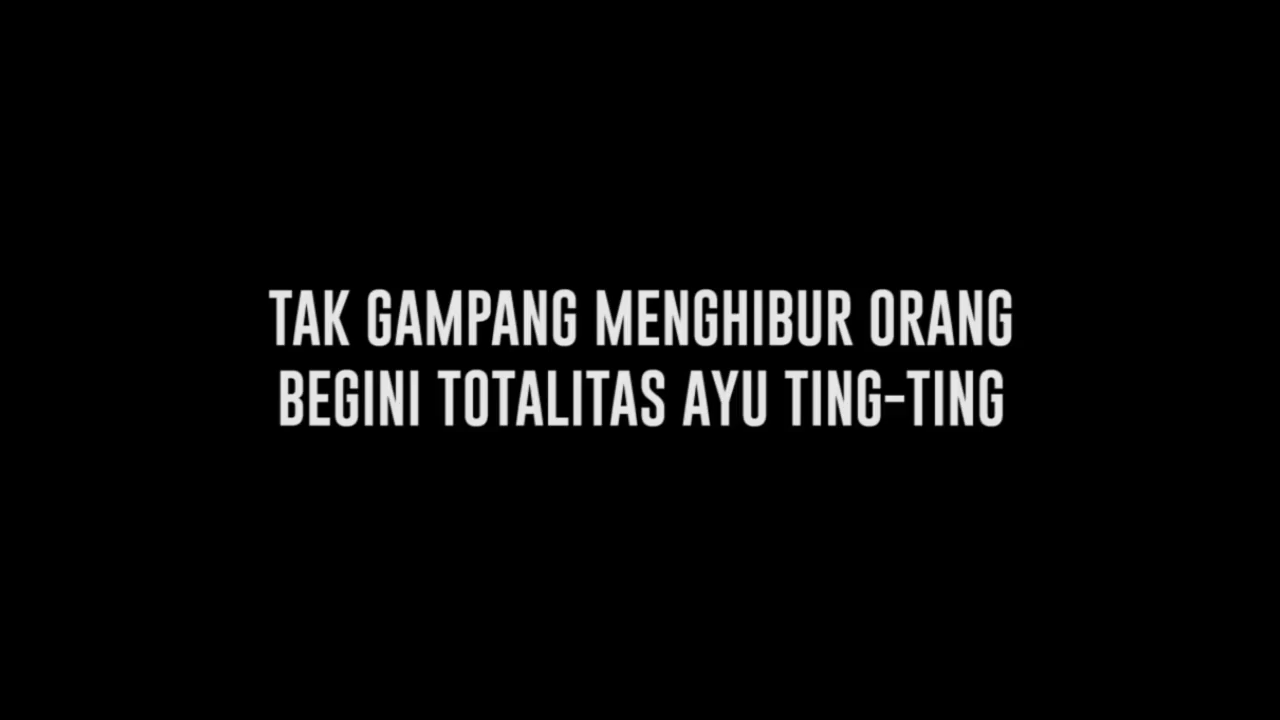 TAK GAMPANG MENGHIBUR ORANG
BEGINI TOTALITAS AYU TING-TING